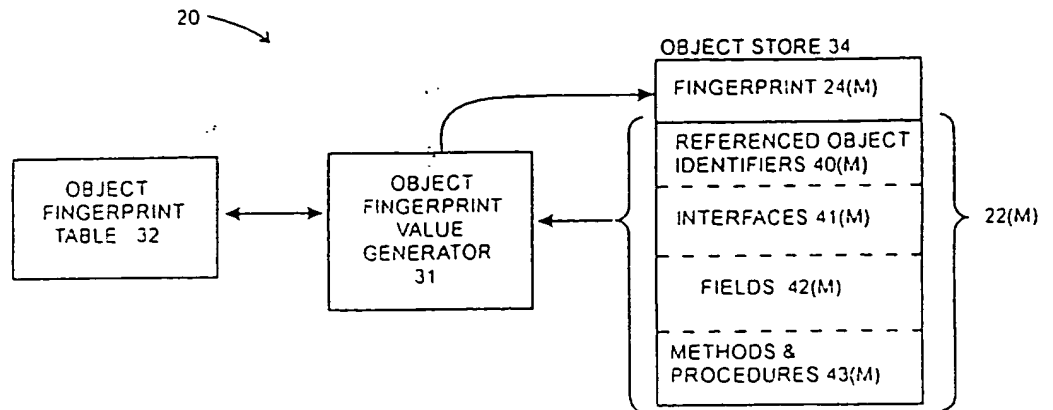 20
OBJECT STORE 34
FINGERPRINT 24(M)
REFERENCED OBJECT
IDENTIFIERS 40(M)
INTERFACES 41(M)
FIELDS 42(M)
METHODS &
PROCEDURES 43(M)
22(M)
OBJECT
FINGERPRINT
TABLE 32
OBJECT
FINGERPRINT
VALUE
GENERATOR
31